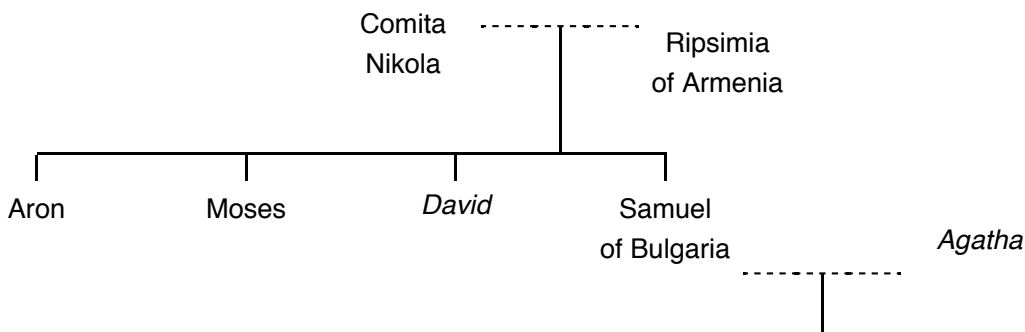 Comita
Nikola
Ripsimia
of Armenia
Aron
Moses
David
Samuel
of Bulgaria
Agatha